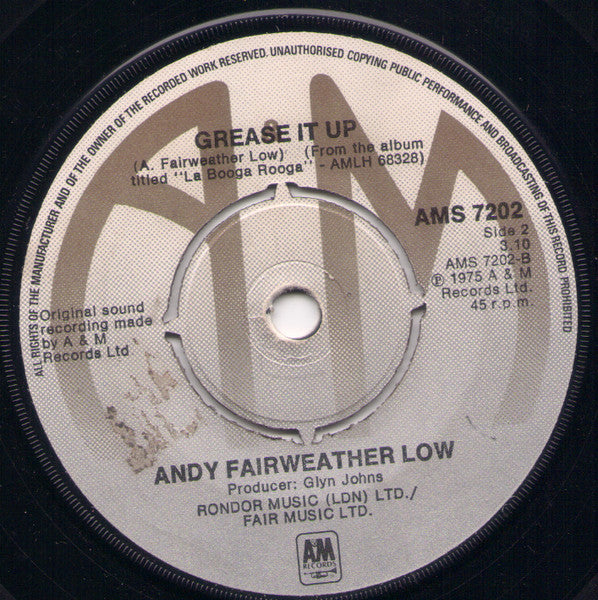 ALL RIGHTS OF THE MANUFACTURER AND OF THE OWNER OF THE RECORDED WORK RESERVED. UNAUTHORISED COPYING PUBLIC PERFORMANCE AND BROADCASTING OF THIS RECORD PROHIBITED
GREASE IT UP
(A. Fairweather Low) (From the album
titled "La Booga Rooga" - AMLH 68328)
AMS 7202
Side 2
3.10
AMS 7202-B
℗ 1975 A & M
Records Ltd.
45 r.p.m.
Original sound
recording made
by A & M
Records Ltd
ANDY FAIRWEATHER LOW
Producer: Glyn Johns
RONDOR MUSIC (LDN) LTD./
FAIR MUSIC LTD.
AM
RECORDS